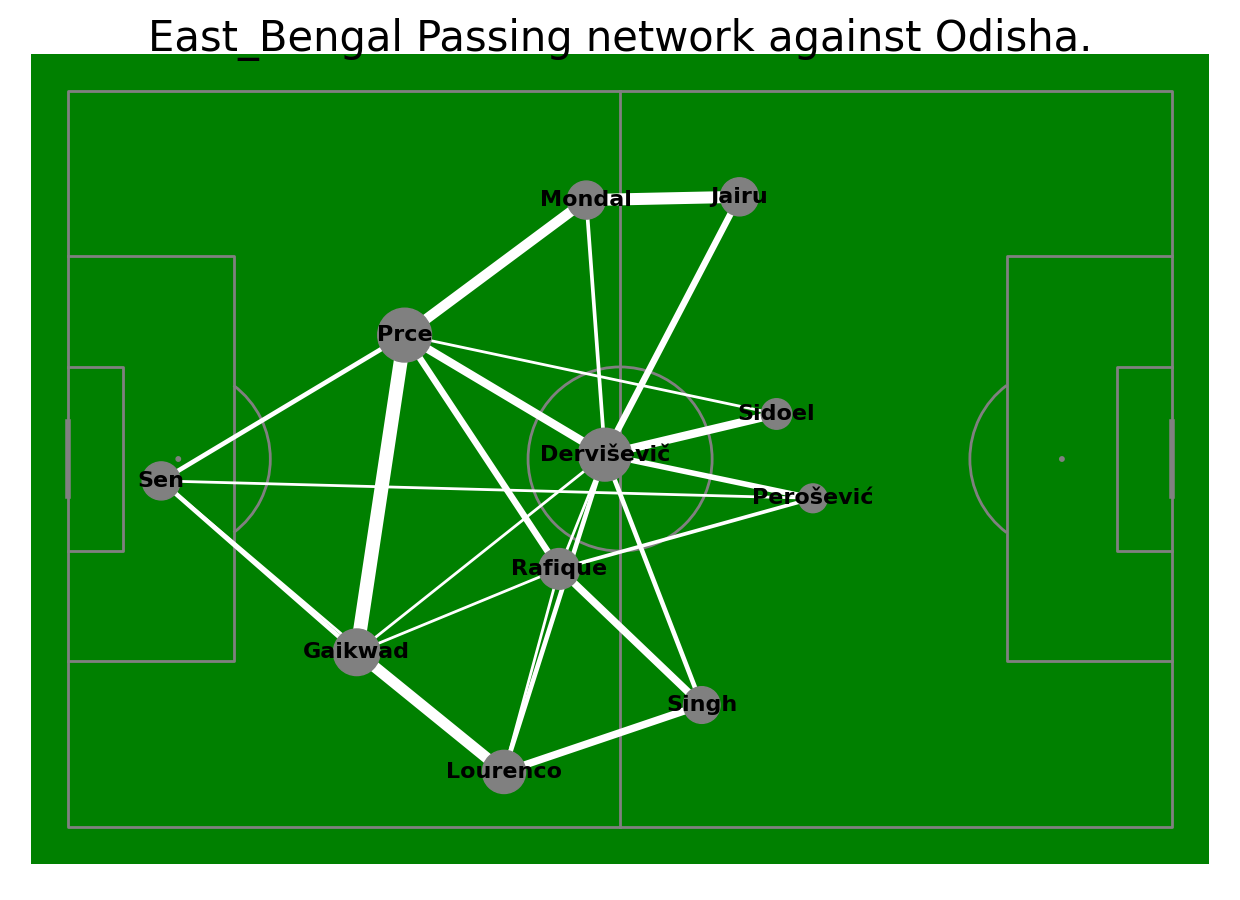 East_Bengal Passing network against Odisha.
Mondal
Jairu
Prce
Sidoel
Dervišević
Sen
Perošević
Rafique
Gaikwad
Singh
Lourenco